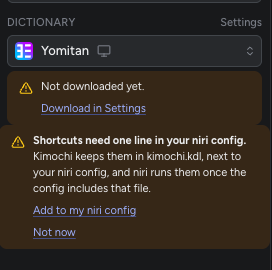 DICTIONARY Settings
Yomitan
Not downloaded yet.
Download in Settings
Shortcuts need one line in your niri config.
Kimochi keeps them in kimochi.kdl, next to
your niri config, and niri runs them once the
config includes that file.
Add to my niri config
Not now